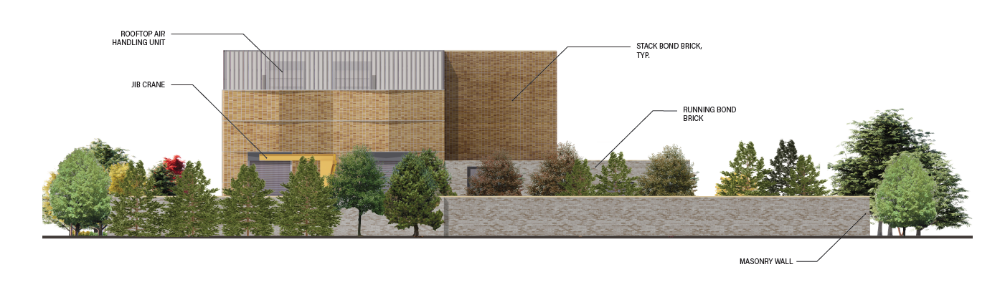 ROOFTOP AIR
HANDLING UNIT
JIB CRANE
STACK BOND BRICK,
TYP.
RUNNING BOND
BRICK
MASONRY WALL